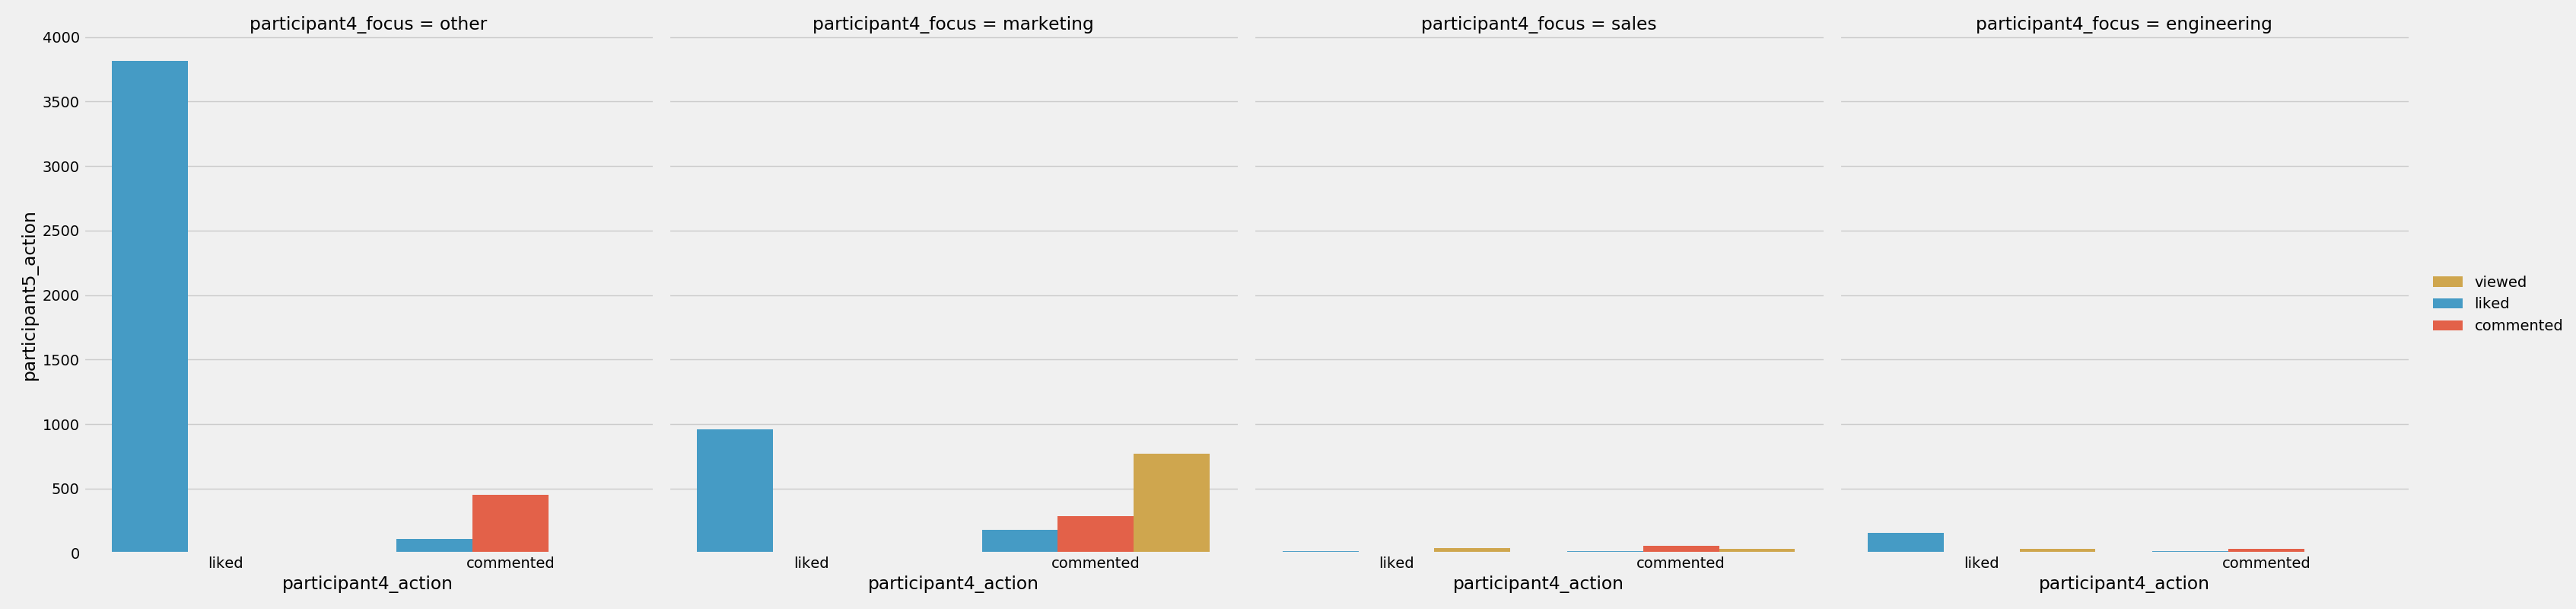 participant4_focus = other
participant4_focus = marketing
participant4_focus = sales
participant4_focus = engineering
4000
3500
3000
2500
2000
1500
1000
500
0
participant5_action
viewed
liked
commented
liked commented
liked commented
liked commented
liked commented
participant4_action
participant4_action
participant4_action
participant4_action